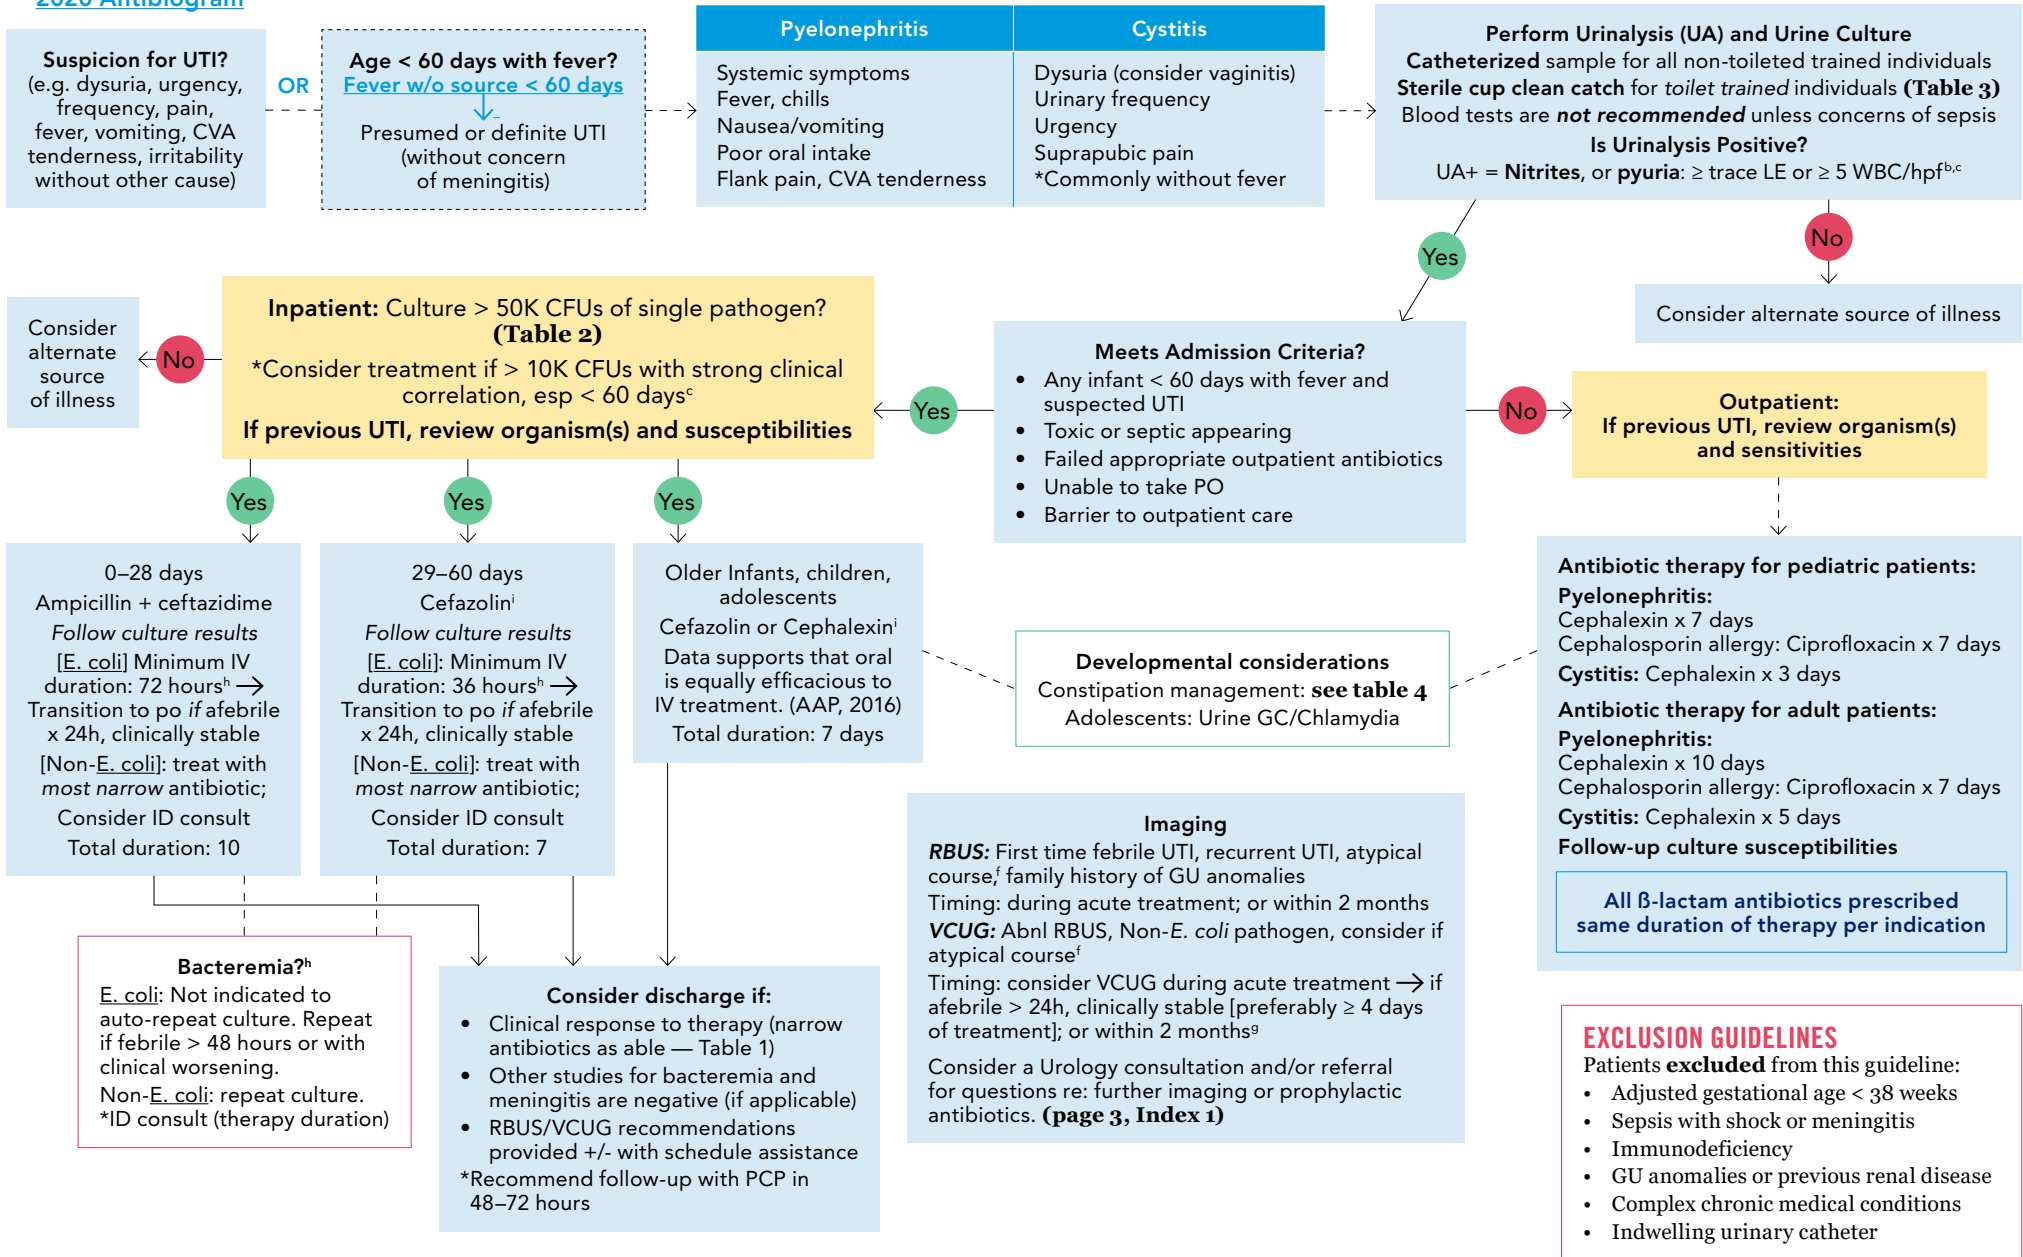 2020 Antibiogram
Suspicion for UTI?
(e.g. dysuria, urgency,
frequency, pain,
fever, vomiting, CVA
tenderness, irritability
without other cause)
OR
Age < 60 days with fever?
Fever w/o source < 60 days
Presumed or definite UTI
(without concern
of meningitis)
Pyelonephritis
Systemic symptoms
Fever, chills
Nausea/vomiting
Poor oral intake
Flank pain, CVA tenderness
Cystitis
Dysuria (consider vaginitis)
Urinary frequency
Urgency
Suprapubic pain
*Commonly without fever
Perform Urinalysis (UA) and Urine Culture
Catheterized sample for all non-toileted trained individuals
Sterile cup clean catch for toilet trained individuals (Table 3)
Blood tests are not recommended unless concerns of sepsis
Is Urinalysis Positive?
UA+ = Nitrites, or pyuria: ≥ trace LE or ≥ 5 WBC/hpf b,c
Yes
No
Consider alternate source of illness
Meets Admission Criteria?
• Any infant < 60 days with fever and
suspected UTI
• Toxic or septic appearing
• Failed appropriate outpatient antibiotics
• Unable to take PO
• Barrier to outpatient care
Yes
No
Inpatient: Culture > 50K CFUs of single pathogen?
(Table 2)
*Consider treatment if > 10K CFUs with strong clinical
correlation, esp < 60 days c
If previous UTI, review organism(s) and susceptibilities
No
Consider
alternate
source
of illness
Yes
Yes
Yes
0–28 days
Ampicillin + ceftazidime
Follow culture results
[E. coli] Minimum IV
duration: 72 hours h →
Transition to po if afebrile
x 24h, clinically stable
[Non-E. coli]: treat with
most narrow antibiotic;
Consider ID consult
Total duration: 10
29–60 days
Cefazolin i
Follow culture results
[E. coli]: Minimum IV
duration: 36 hours h →
Transition to po if afebrile
x 24h, clinically stable
[Non-E. coli]: treat with
most narrow antibiotic;
Consider ID consult
Total duration: 7
Older Infants, children,
adolescents
Cefazolin or Cephalexin i
Data supports that oral
is equally efficacious to
IV treatment. (AAP, 2016)
Total duration: 7 days
Developmental considerations
Constipation management: see table 4
Adolescents: Urine GC/Chlamydia
Outpatient:
If previous UTI, review organism(s)
and sensitivities
Antibiotic therapy for pediatric patients:
Pyelonephritis:
Cephalexin x 7 days
Cephalosporin allergy: Ciprofloxacin x 7 days
Cystitis: Cephalexin x 3 days
Antibiotic therapy for adult patients:
Pyelonephritis:
Cephalexin x 10 days
Cephalosporin allergy: Ciprofloxacin x 7 days
Cystitis: Cephalexin x 5 days
Follow-up culture susceptibilities
All ß-lactam antibiotics prescribed
same duration of therapy per indication
Bacteremia? h
E. coli: Not indicated to
auto-repeat culture. Repeat
if febrile > 48 hours or with
clinical worsening.
Non-E. coli: repeat culture.
*ID consult (therapy duration)
Consider discharge if:
• Clinical response to therapy (narrow
antibiotics as able — Table 1)
• Other studies for bacteremia and
meningitis are negative (if applicable)
• RBUS/VCUG recommendations
provided +/- with schedule assistance
*Recommend follow-up with PCP in
48–72 hours
Imaging
RBUS: First time febrile UTI, recurrent UTI, atypical
course, f family history of GU anomalies
Timing: during acute treatment; or within 2 months
VCUG: Abnl RBUS, Non-E. coli pathogen, consider if
atypical course f
Timing: consider VCUG during acute treatment → if
afebrile > 24h, clinically stable [preferably ≥ 4 days
of treatment]; or within 2 months g
Consider a Urology consultation and/or referral
for questions re: further imaging or prophylactic
antibiotics. (page 3, Index 1)
EXCLUSION GUIDELINES
Patients excluded from this guideline:
• Adjusted gestational age < 38 weeks
• Sepsis with shock or meningitis
• Immunodeficiency
• GU anomalies or previous renal disease
• Complex chronic medical conditions
• Indwelling urinary catheter